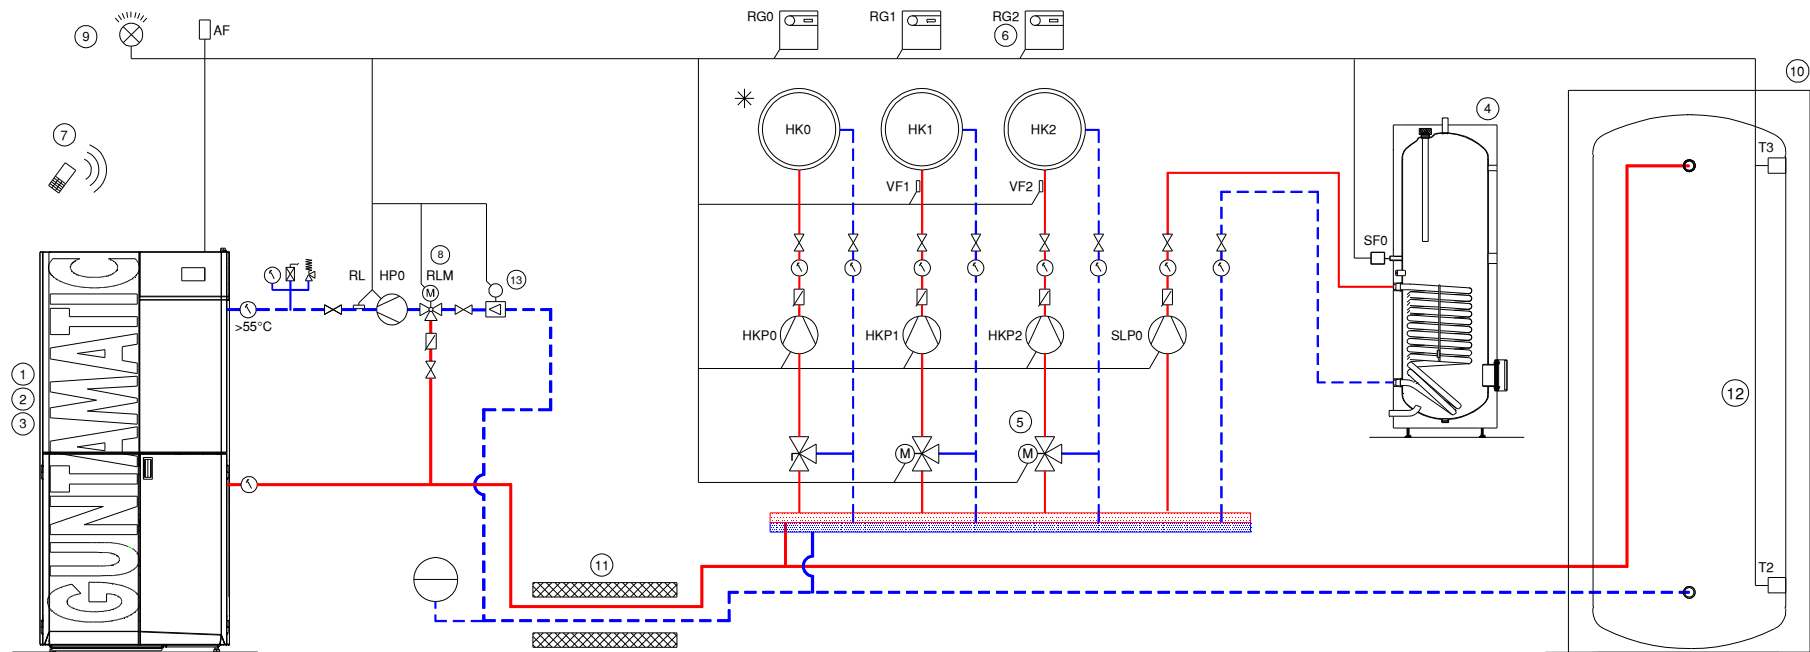 9
AF
RG0
RG1
RG2
6
10
7
HK0
HK1
HK2
4
T3
VF1
VF2
SF0
8
RL
HP0
RLM
M
13
>55°C
HKP0
HKP1
HKP2
SLP0
1
2
3
GUNTAMATIC
12
5
M
M
11
T2